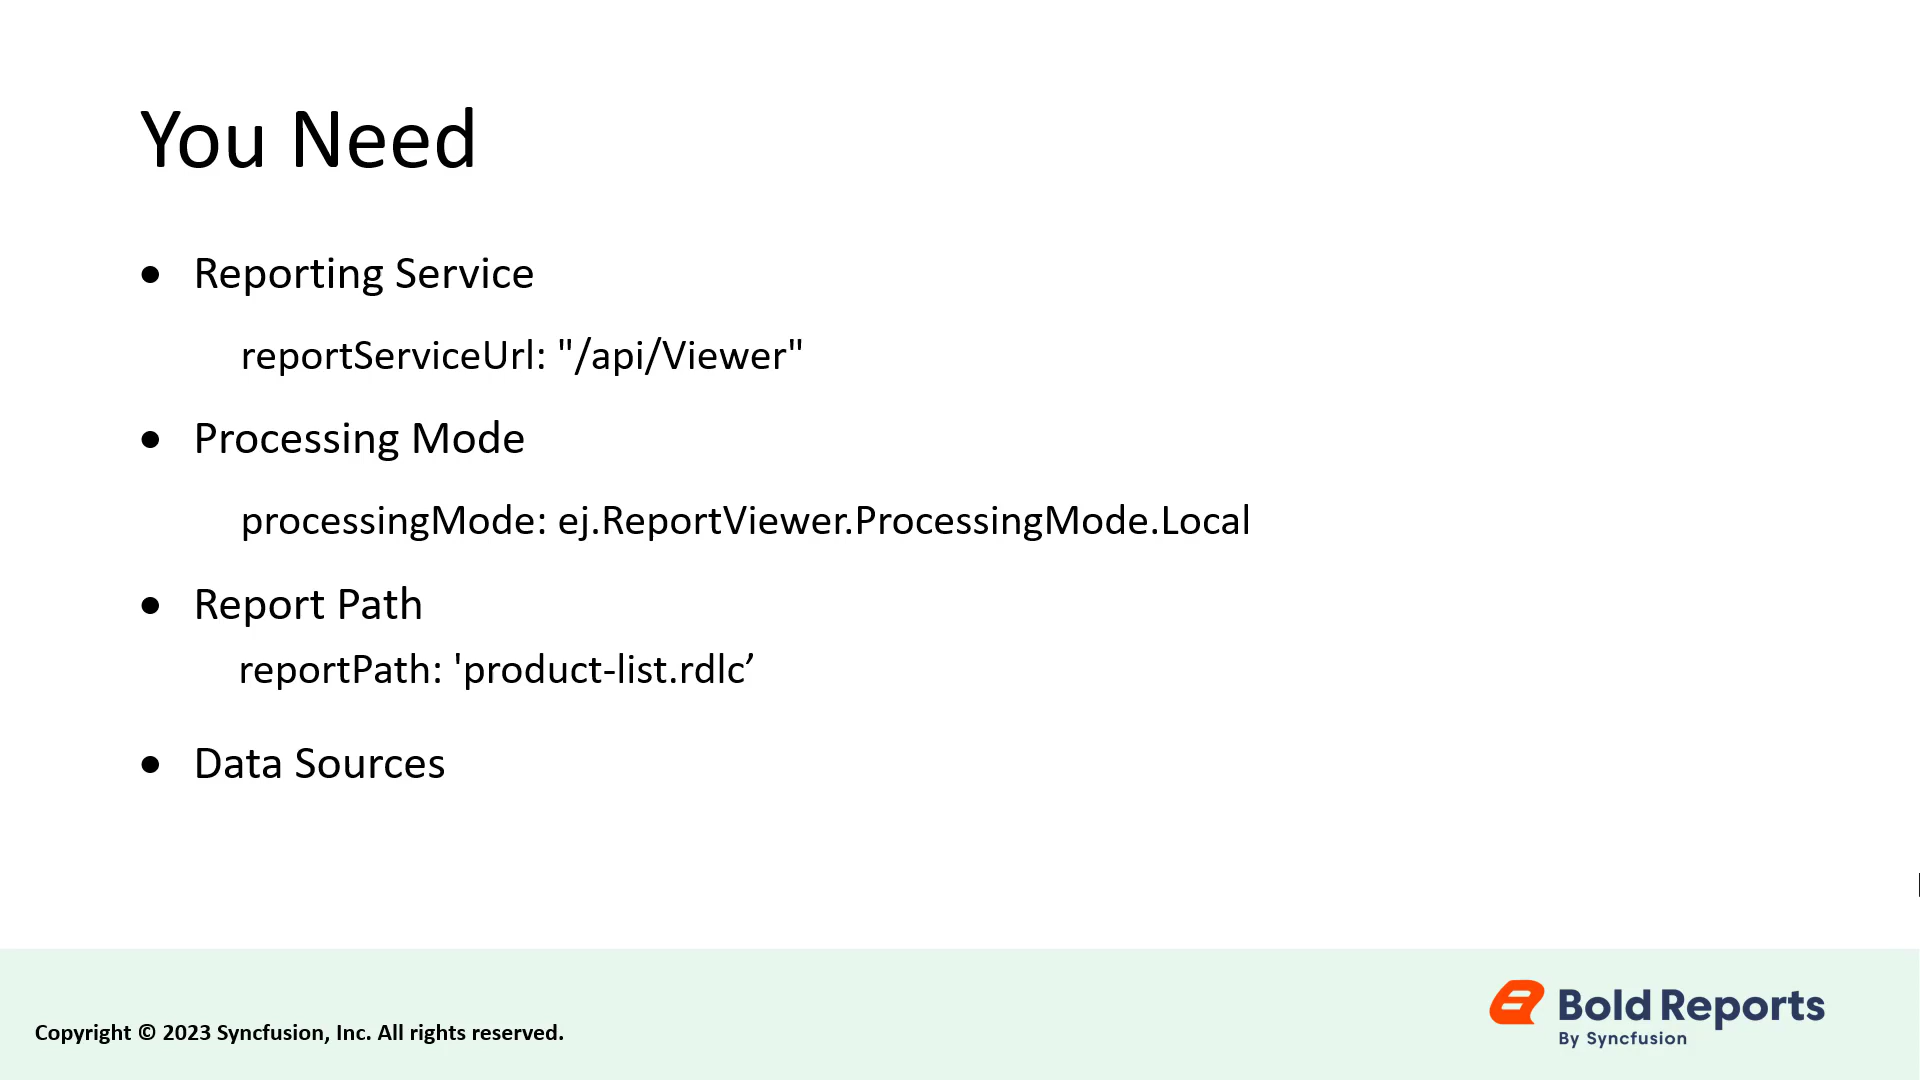 You Need
● Reporting Service
reportServiceUrl: "/api/Viewer"
● Processing Mode
processingMode: ej.ReportViewer.ProcessingMode.Local
● Report Path
reportPath: 'product-list.rdlc’
● Data Sources
Copyright © 2023 Syncfusion, Inc. All rights reserved.
Bold Reports
By Syncfusion